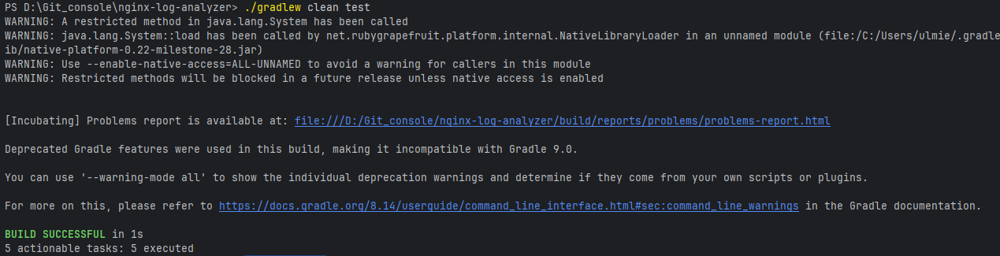 PS D:\Git_console\nginx-log-analyzer> ./gradlew clean test
WARNING: A restricted method in java.lang.System has been called
WARNING: java.lang.System::load has been called by net.rubygrapefruit.platform.internal.NativeLibraryLoader in an unnamed module (file:/C:/Users/ulmie/.gradle
ib/native-platform-0.22-milestone-28.jar)
WARNING: Use --enable-native-access=ALL-UNNAMED to avoid a warning for callers in this module
WARNING: Restricted methods will be blocked in a future release unless native access is enabled
[Incubating] Problems report is available at: file:///D:/Git_console/nginx-log-analyzer/build/reports/problems/problems-report.html
Deprecated Gradle features were used in this build, making it incompatible with Gradle 9.0.
You can use '--warning-mode all' to show the individual deprecation warnings and determine if they come from your own scripts or plugins.
For more on this, please refer to https://docs.gradle.org/8.14/userguide/command_line_interface.html#sec:command_line_warnings in the Gradle documentation.
BUILD SUCCESSFUL in 1s
5 actionable tasks: 5 executed